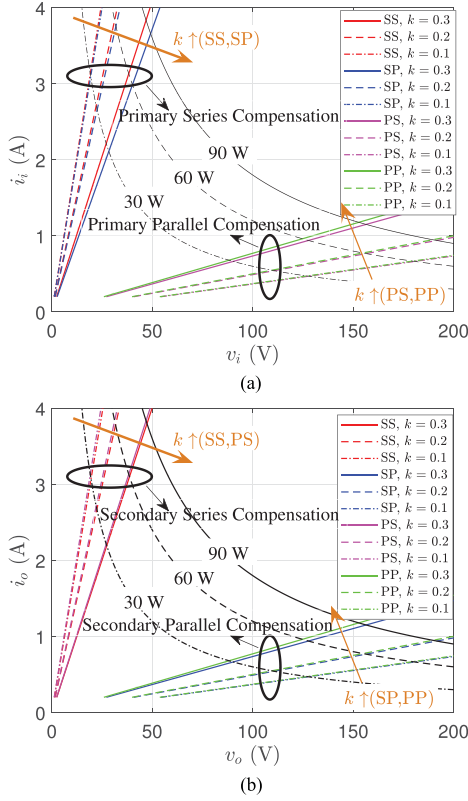 4
3
2
1
0
i_i (A)
k ↑(SS,SP)
Primary Series Compensation
90 W
60 W
30 W
Primary Parallel Compensation
k ↑(PS,PP)
SS, k = 0.3
SS, k = 0.2
SS, k = 0.1
SP, k = 0.3
SP, k = 0.2
SP, k = 0.1
PS, k = 0.3
PS, k = 0.2
PS, k = 0.1
PP, k = 0.3
PP, k = 0.2
PP, k = 0.1
0 50 100 150 200
v_i (V)
(a)
4
3
2
1
0
i_o (A)
k ↑(SS,PS)
Secondary Series Compensation
90 W
60 W
30 W
Secondary Parallel Compensation
k ↑(SP,PP)
SS, k = 0.3
SS, k = 0.2
SS, k = 0.1
SP, k = 0.3
SP, k = 0.2
SP, k = 0.1
PS, k = 0.3
PS, k = 0.2
PS, k = 0.1
PP, k = 0.3
PP, k = 0.2
PP, k = 0.1
0 50 100 150 200
v_o (V)
(b)